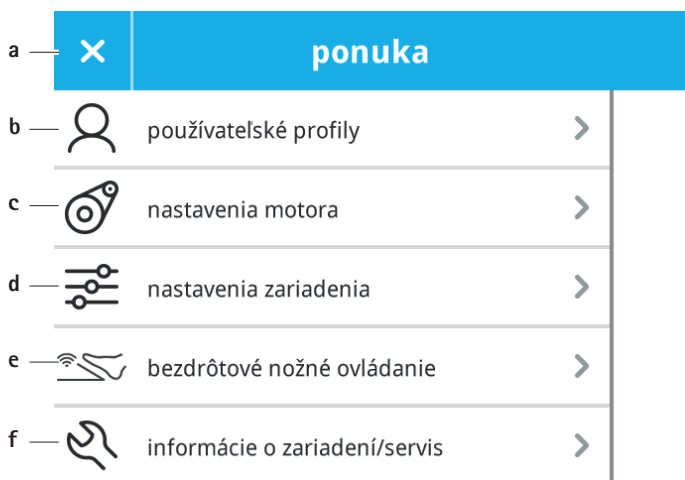 a ponuka
b používateľské profily
c nastavenia motora
d nastavenia zariadenia
e bezdrôtové nožné ovládanie
f informácie o zariadení/servis